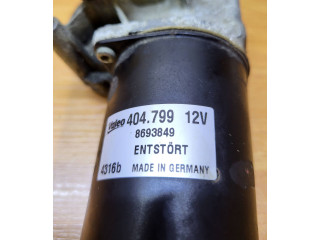 Valeo 404.799 12V
8693849
ENTSTÖRT
4316b MADE IN GERMANY